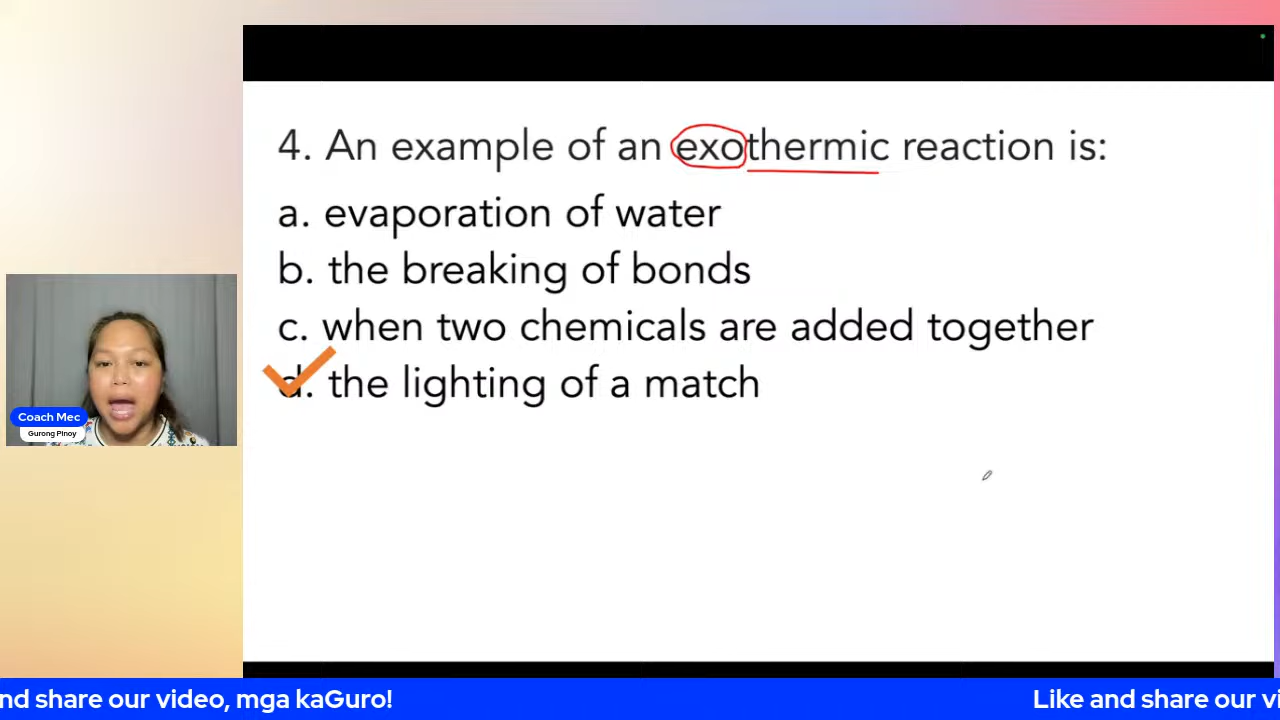 4. An example of an exothermic reaction is:
a. evaporation of water
b. the breaking of bonds
c. when two chemicals are added together
d. the lighting of a match
Coach Mec
Gurong Pinoy
nd share our video, mga kaGuro!
Like and share our vi